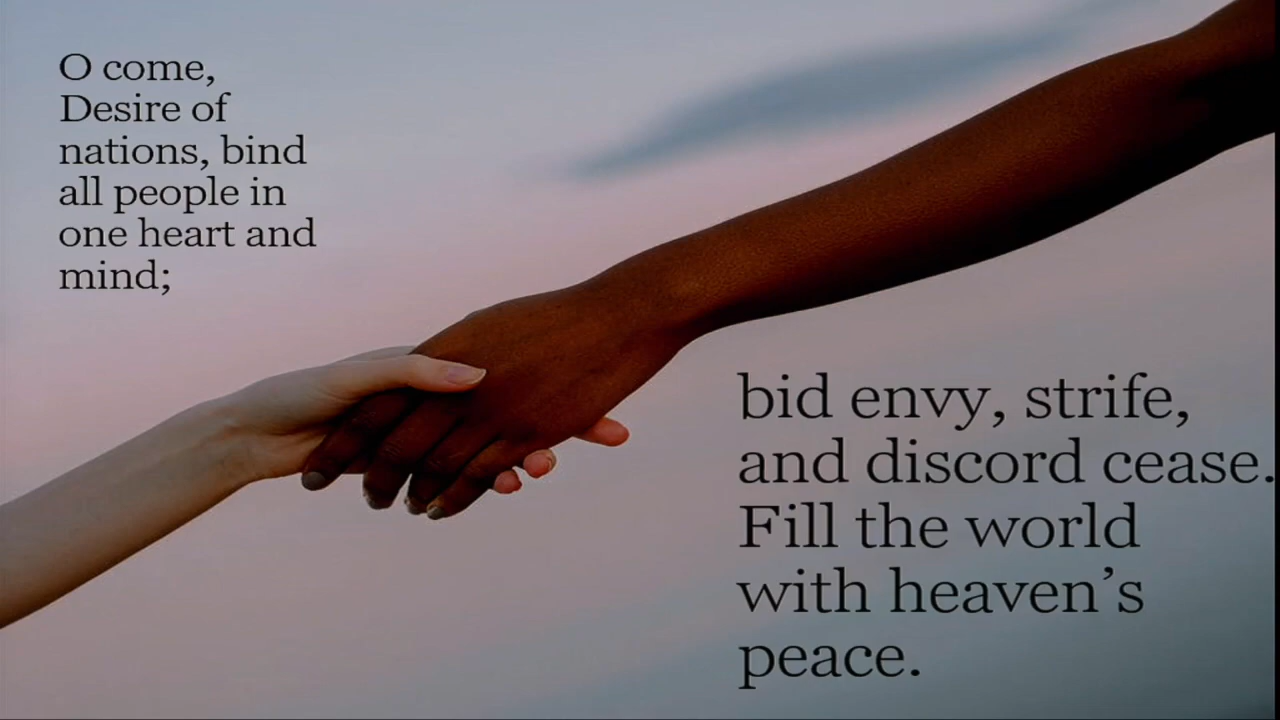 O come,
Desire of
nations, bind
all people in
one heart and
mind;
bid envy, strife,
and discord cease.
Fill the world
with heaven’s
peace.